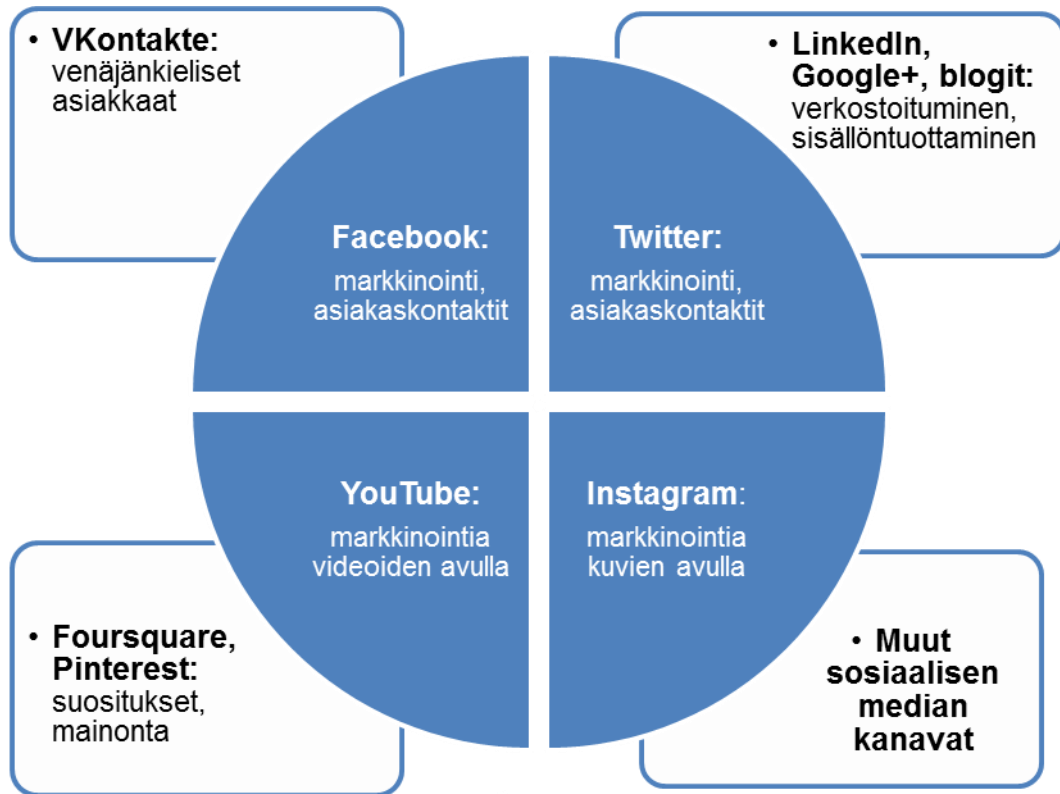 • VKontakte:
venäjänkieliset
asiakkaat
• LinkedIn,
Google+, blogit:
verkostoituminen,
sisällöntuottaminen
Facebook:
markkinointi,
asiakaskontaktit
Twitter:
markkinointi,
asiakaskontaktit
YouTube:
markkinointia
videoiden avulla
Instagram:
markkinointia
kuvien avulla
• Foursquare,
Pinterest:
suositukset,
mainonta
• Muut
sosiaalisen
median
kanavat